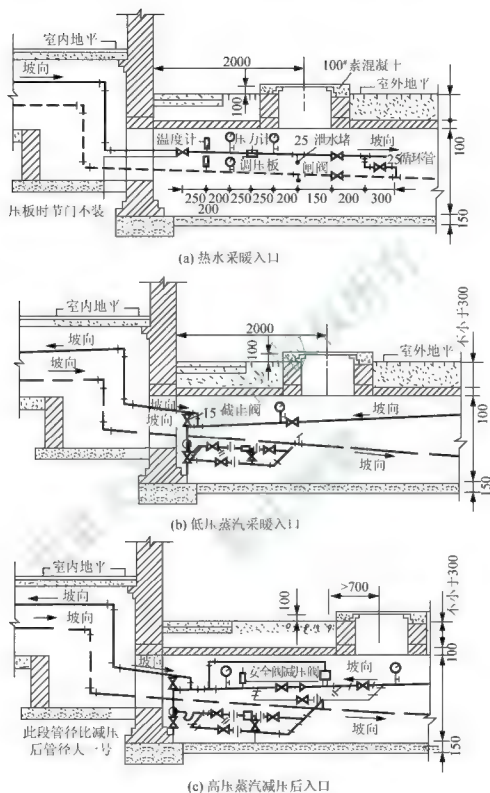 室内地平
坡向
2000
100
100#素混凝土
室外地平
温度计
压力计
25
泄水堵
坡向
调压板
闸阀
25循环管
250 250 250 250 200 150 200 300
200
100
150
压板时节门不装
(a) 热水采暖入口
室内地平
坡向
坡向
2000
100
室外地平
不小于300
坡向
坡向
15
截止阀
坡向
坡向
100
150
(b) 低压蒸汽采暖入口
室内地平
坡向
坡向
>700
100
不小于300
坡向
安全阀减压阀
坡向
坡向
100
150
此段管径比减压
后管径大一号
(c) 高压蒸汽减压后入口